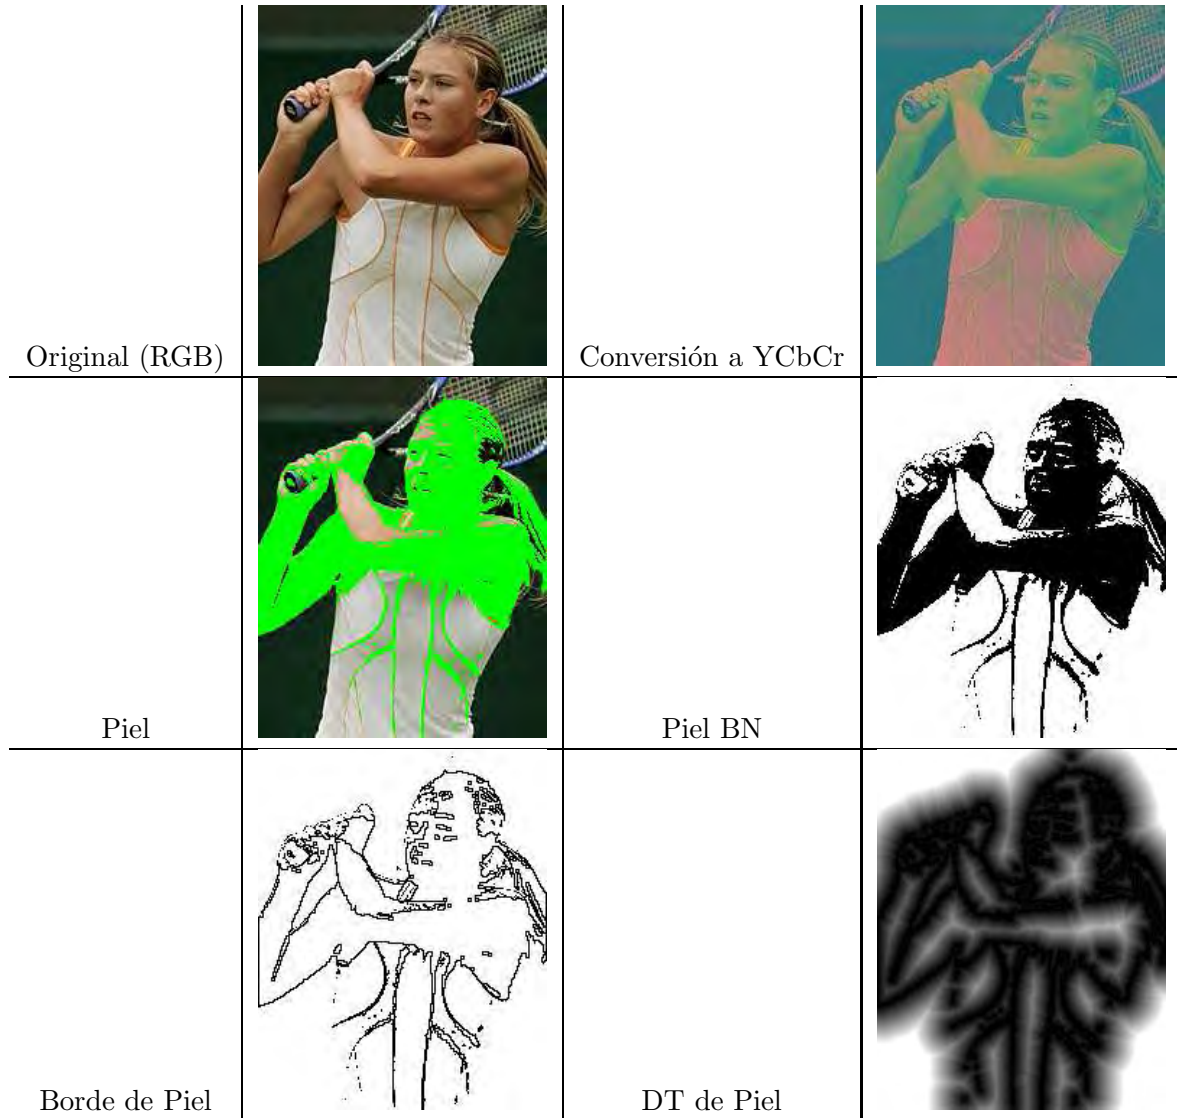 Original (RGB)
Conversión a YCbCr
Piel
Piel BN
Borde de Piel
DT de Piel